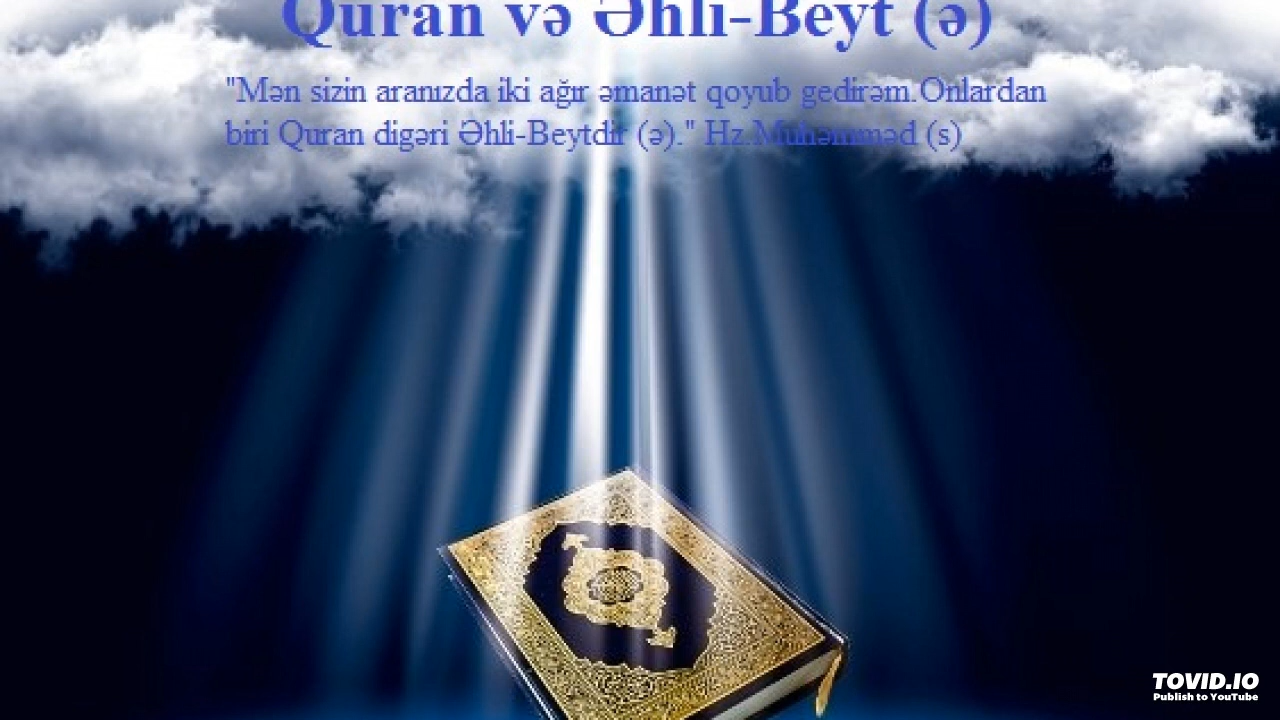 Quran və Əhli-Beyt (ə)
"Mən sizin aranızda iki ağır əmanət qoyub gedirəm.Onlardan
biri Quran digəri Əhli-Beytdir (ə)." Hz.Muhəmməd (s)
TOVID.IO
Publish to YouTube